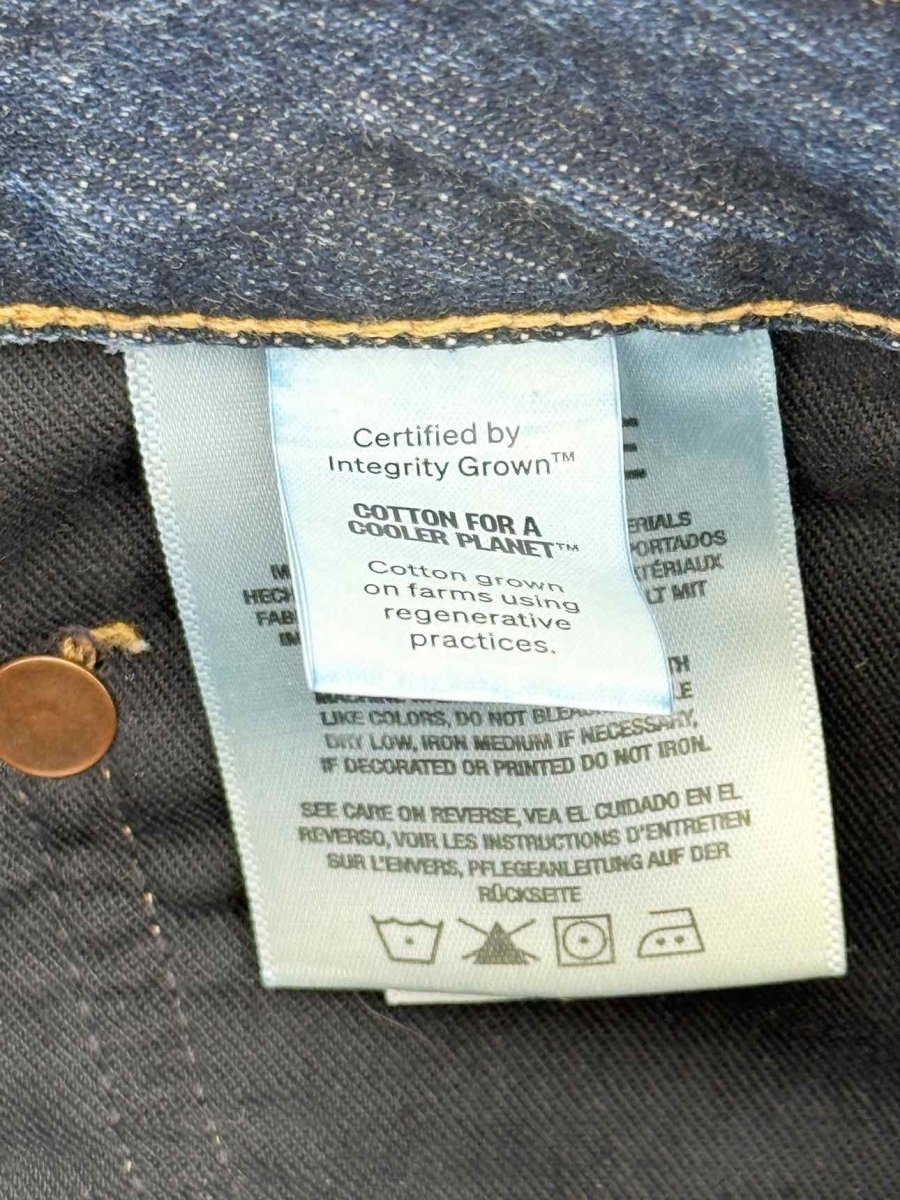 Certified by
Integrity Grown™
COTTON FOR A
COOLER PLANET™
Cotton grown
on farms using
regenerative
practices.
LT MIT
LIKE COLORS, DO NOT
DRY LOW, IRON MEDIUM IF NECESSARY,
IF DECORATED OR PRINTED DO NOT IRON.
SEE CARE ON REVERSE, VEA EL CUIDADO EN EL
REVERSO, VOIR LES INSTRUCTIONS D'ENTRETIEN
SUR L'ENVERS, PFLEGEANLEITUNG AUF DER
RÜCKSEITE